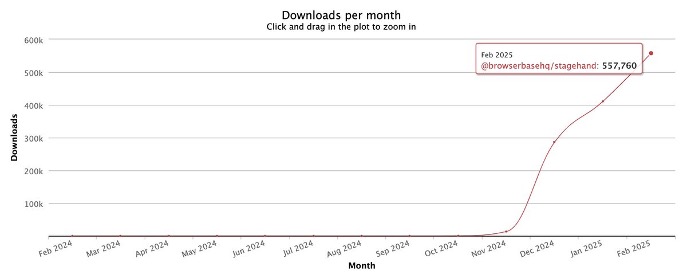 Downloads per month
Click and drag in the plot to zoom in
600k
Feb 2025
@browserbasehq/stagehand: 557,760
500k
400k
300k
200k
100k
Downloads
Feb 2024
Mar 2024
Apr 2024
May 2024
Jun 2024
Jul 2024
Aug 2024
Sep 2024
Oct 2024
Nov 2024
Dec 2024
Jan 2025
Feb 2025
Month